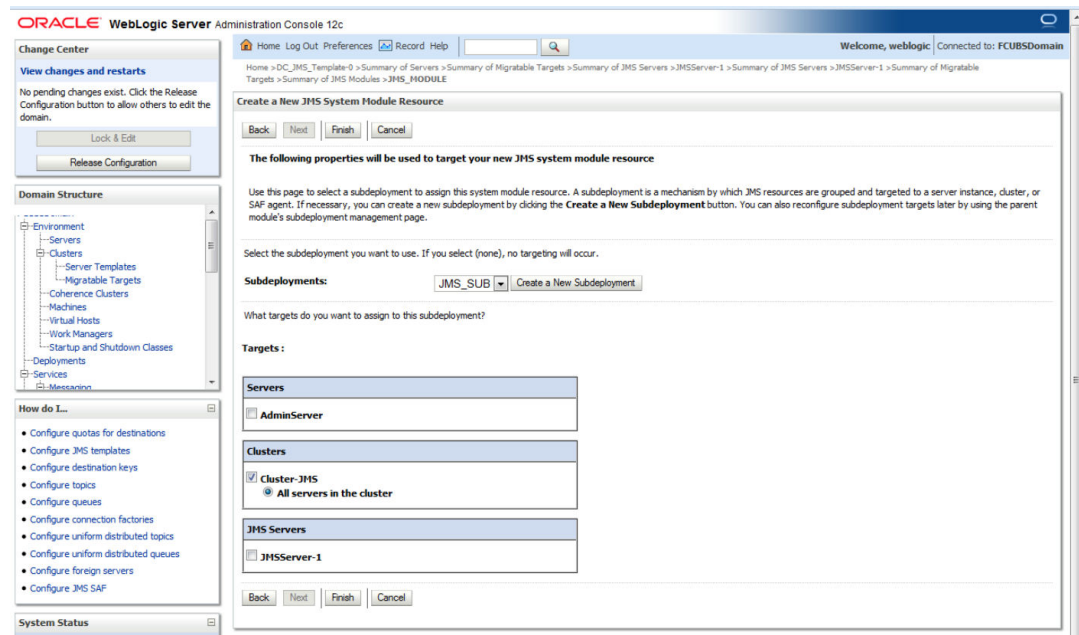 ORACLE WebLogic Server Administration Console 12c
Change Center
View changes and restarts
No pending changes exist. Click the Release
Configuration button to allow others to edit the
domain.
Lock & Edit
Release Configuration
Domain Structure
Environment
Servers
Clusters
Server Templates
Migratable Targets
Coherence Clusters
Machines
Virtual Hosts
Work Managers
Startup and Shutdown Classes
Deployments
Services
Messaging
How do I...
Configure quotas for destinations
Configure JMS templates
Configure destination keys
Configure topics
Configure queues
Configure connection factories
Configure uniform distributed topics
Configure uniform distributed queues
Configure foreign servers
Configure JMS SAF
System Status
Home Log Out Preferences Record Help
Welcome, weblogic Connected to: FCUBSDomain
Home >DC_JMS_Template-0 >Summary of Servers >Summary of Migratable Targets >Summary of JMS Servers >JMSServer-1 >Summary of JMS Servers >JMSServer-1 >Summary of Migratable
Targets >Summary of JMS Modules >JMS_MODULE
Create a New JMS System Module Resource
Back Next Finish Cancel
The following properties will be used to target your new JMS system module resource
Use this page to select a subdeployment to assign this system module resource. A subdeployment is a mechanism by which JMS resources are grouped and targeted to a server instance, cluster, or
SAF agent. If necessary, you can create a new subdeployment by clicking the Create a New Subdeployment button. You can also reconfigure subdeployment targets later by using the parent
module's subdeployment management page.
Select the subdeployment you want to use. If you select (none), no targeting will occur.
Subdeployments: JMS_SUB Create a New Subdeployment
What targets do you want to assign to this subdeployment?
Targets :
Servers
AdminServer
Clusters
Cluster-JMS
All servers in the cluster
JMS Servers
JMSServer-1
Back Next Finish Cancel